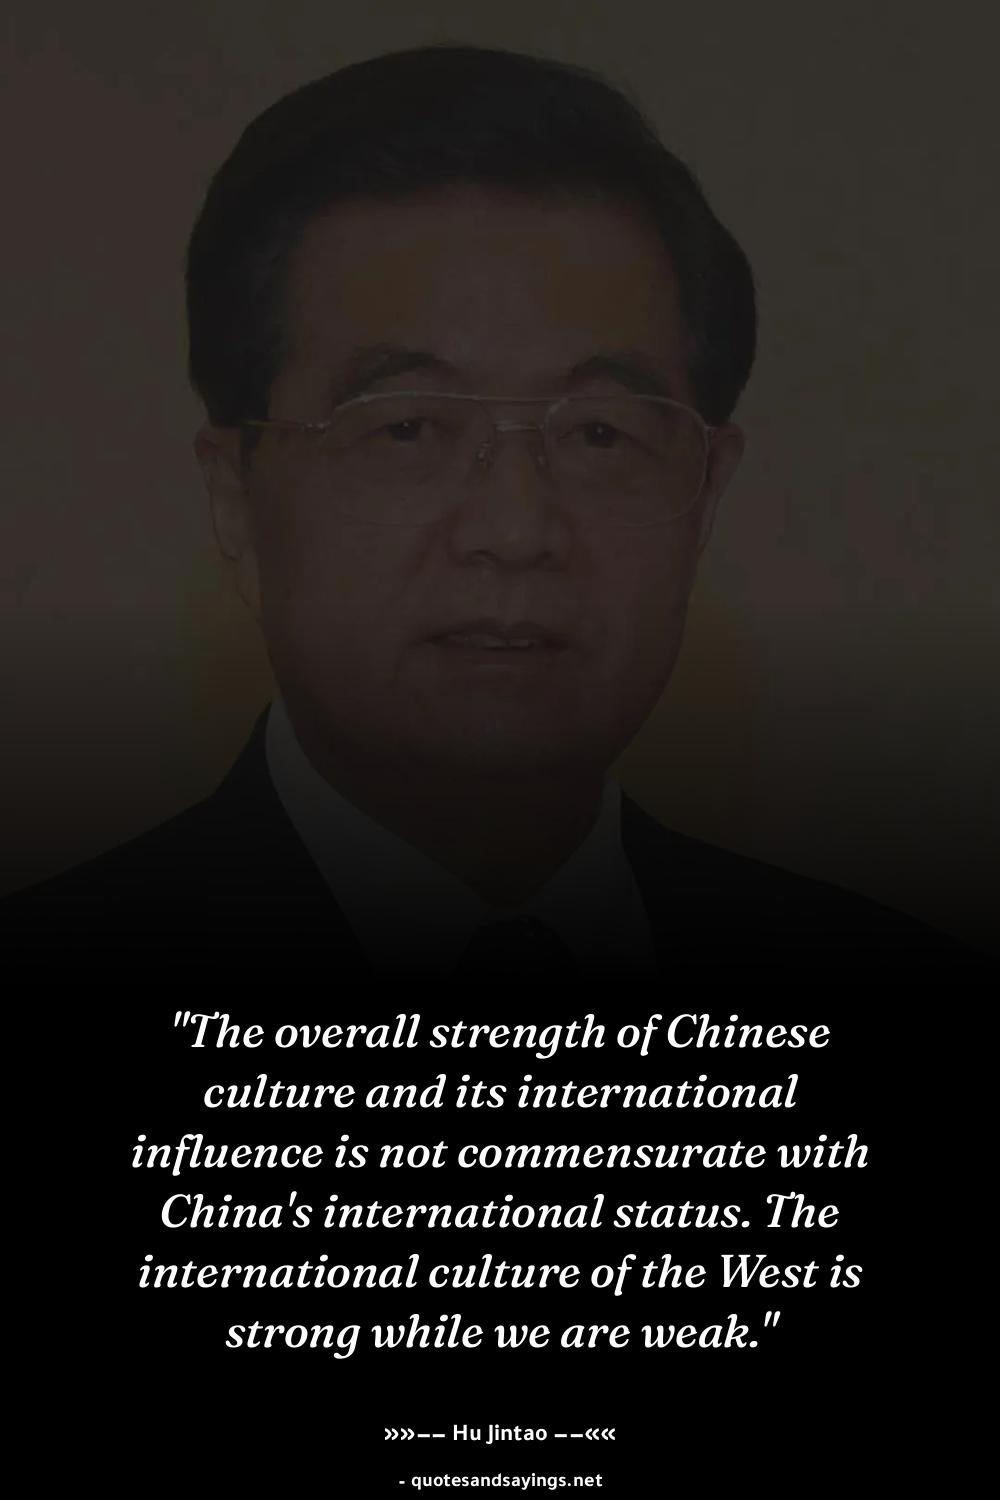 "The overall strength of Chinese
culture and its international
influence is not commensurate with
China's international status. The
international culture of the West is
strong while we are weak."
»»−− Hu Jintao −−««
- quotesandsayings.net